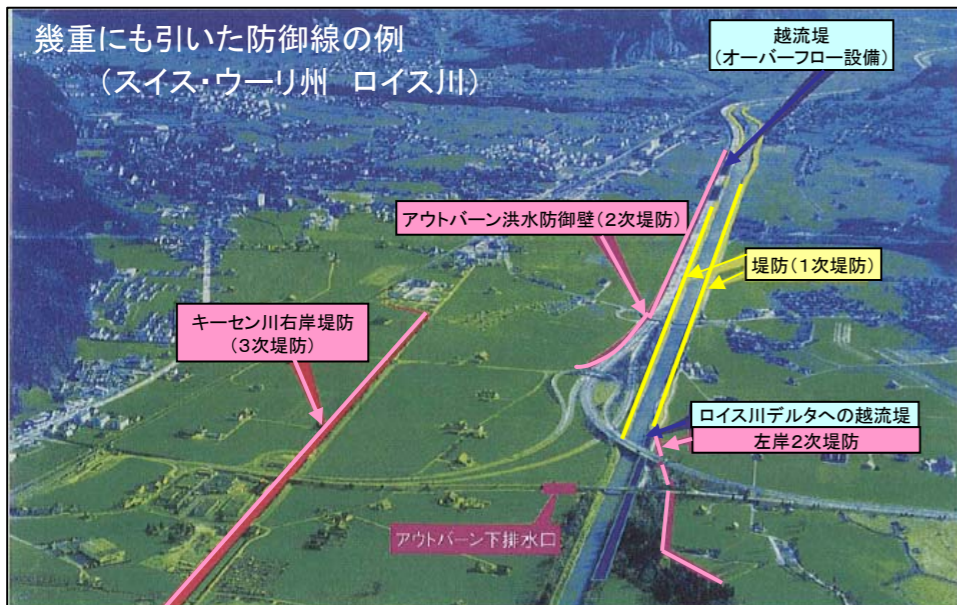 幾重にも引いた防御線の例
(スイス・ウーリ州 ロイス川)
越流堤
(オーバーフロー設備)
アウトバーン洪水防御壁(2次堤防)
堤防(1次堤防)
キーセン川右岸堤防
(3次堤防)
ロイス川デルタへの越流堤
左岸2次堤防
アウトバーン下排水口